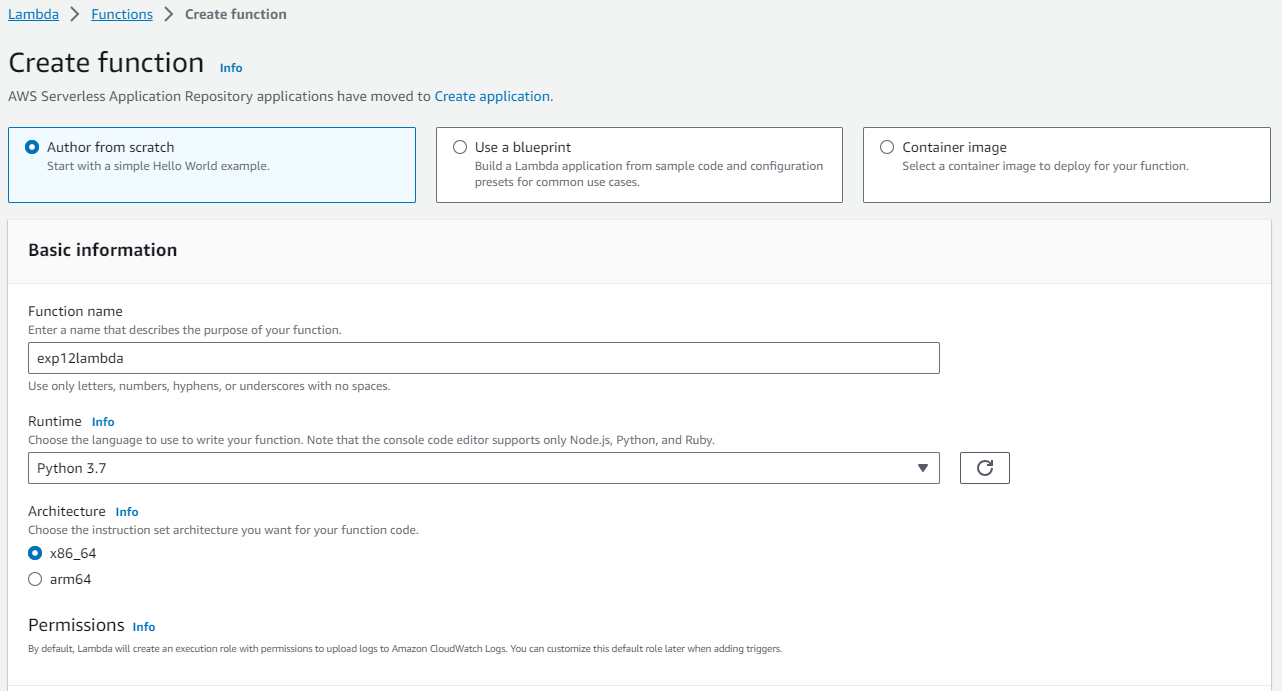 Lambda > Functions > Create function
Create function Info
AWS Serverless Application Repository applications have moved to Create application.
Author from scratch
Start with a simple Hello World example.
Use a blueprint
Build a Lambda application from sample code and configuration
presets for common use cases.
Container image
Select a container image to deploy for your function.
Basic information
Function name
Enter a name that describes the purpose of your function.
exp12lambda
Use only letters, numbers, hyphens, or underscores with no spaces.
Runtime Info
Choose the language to use to write your function. Note that the console code editor supports only Node.js, Python, and Ruby.
Python 3.7
Architecture Info
Choose the instruction set architecture you want for your function code.
x86_64
arm64
Permissions Info
By default, Lambda will create an execution role with permissions to upload logs to Amazon CloudWatch Logs. You can customize this default role later when adding triggers.